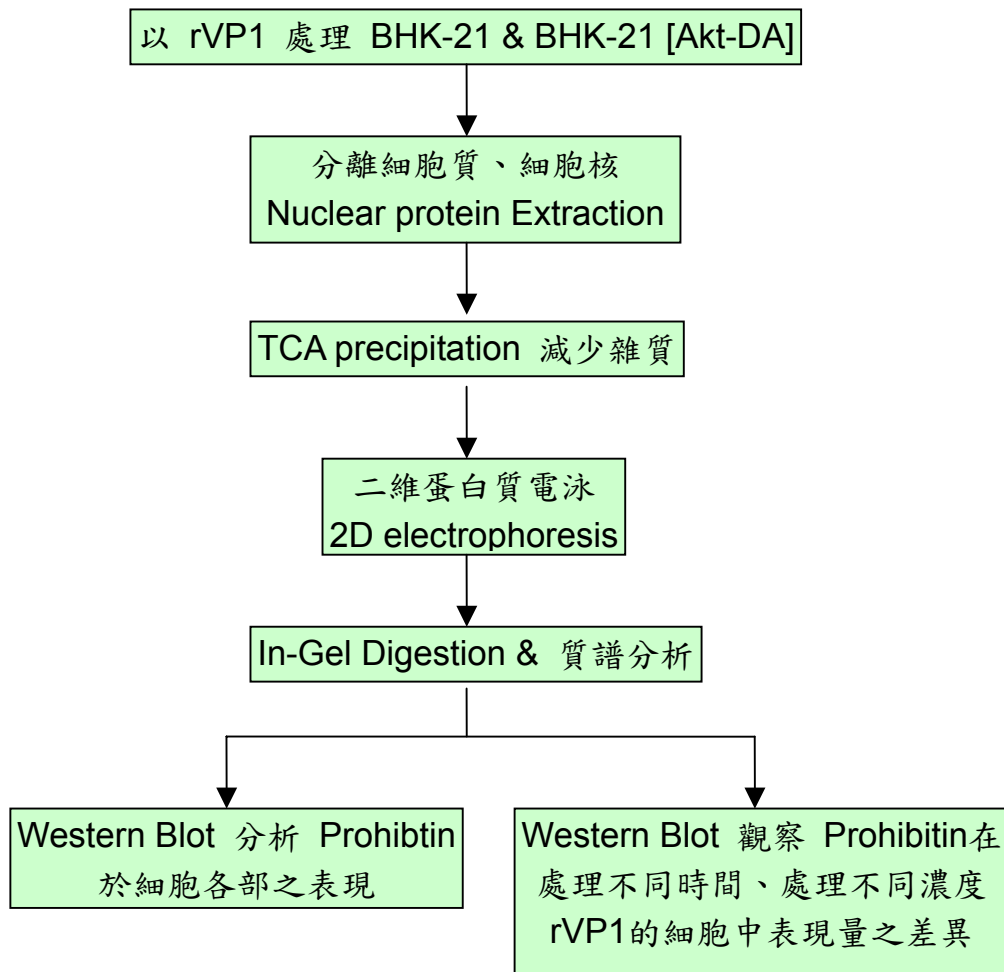 以 rVP1 處理 BHK-21 & BHK-21 [Akt-DA]
分離細胞質、細胞核
Nuclear protein Extraction
TCA precipitation 減少雜質
二維蛋白質電泳
2D electrophoresis
In-Gel Digestion & 質譜分析
Western Blot 分析 Prohibtin
於細胞各部之表現
Western Blot 觀察 Prohibitin在
處理不同時間、處理不同濃度
rVP1的細胞中表現量之差異